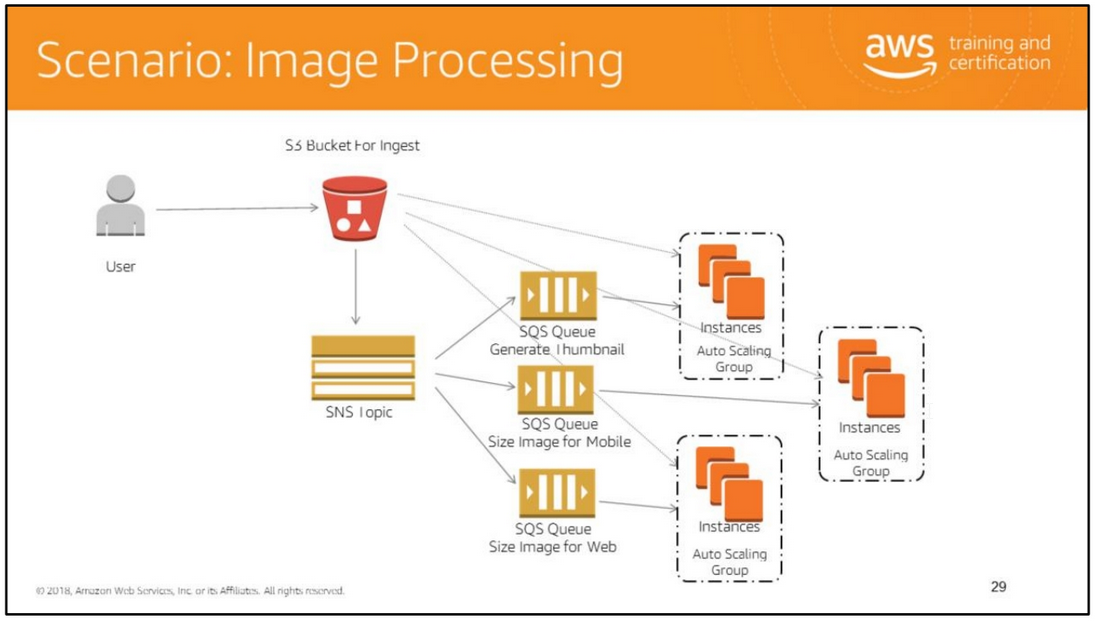 Scenario: Image Processing
aws training and
certification
S3 Bucket For Ingest
User
SNS Topic
SQS Queue
Generate Thumbnail
SQS Queue
Size Image for Mobile
SQS Queue
Size Image for Web
Instances
Auto Scaling
Group
Instances
Auto Scaling
Group
Instances
Auto Scaling
Group
© 2018, Amazon Web Services, Inc. or its Affiliates. All rights reserved.
29